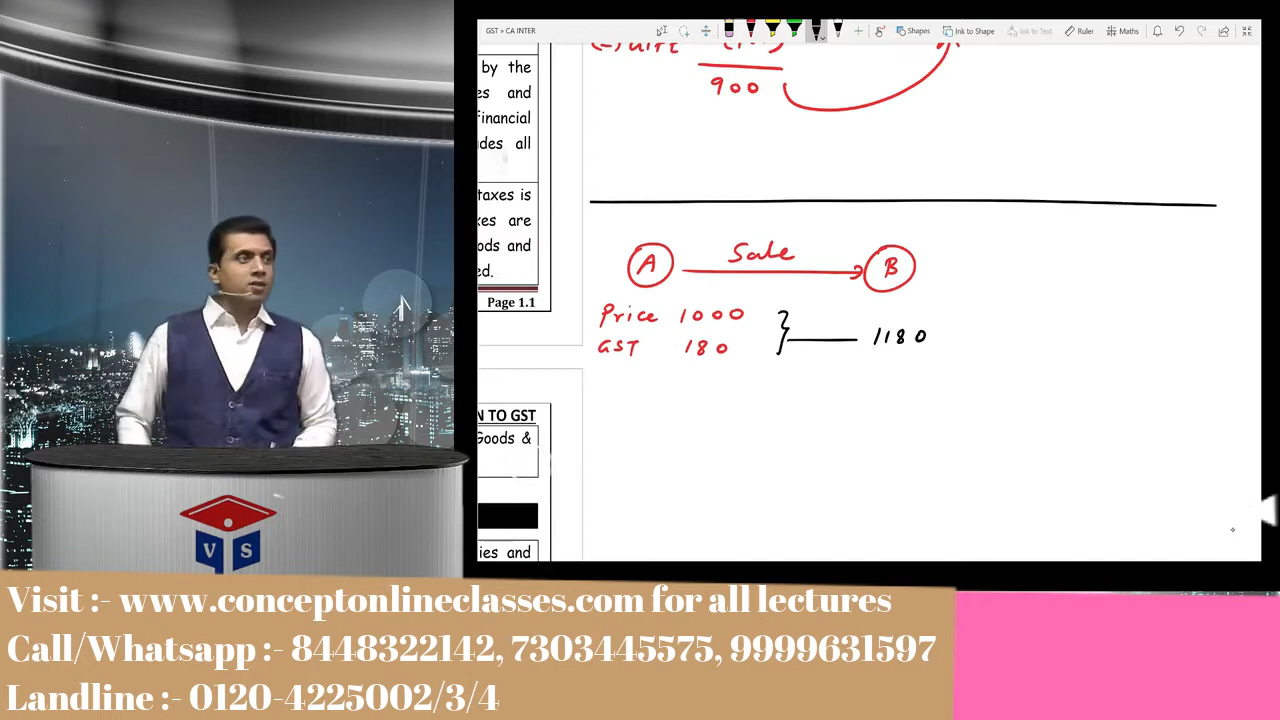 GST > CA INTER
Shapes
Ink to Shape
Ink to Text
Ruler
Maths
by the
es and
Financial
des all
taxes is
xes are
ods and
ed.
Page 1.1
N TO GST
Goods &
ies and
900
A Sale B
Price 1000
GST 180
1180
V S
Visit :- www.conceptonlineclasses.com for all lectures
Call/Whatsapp :- 8448322142, 7303445575, 9999631597
Landline :- 0120-4225002/3/4